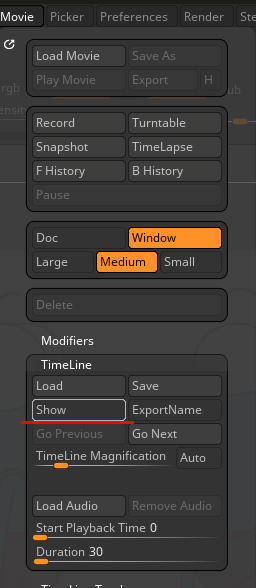 Movie Picker Preferences Render Ste
Load Movie Save As
Play Movie Export H
rgb ub
ensity
Record Turntable
Snapshot TimeLapse
F History B History
Pause
Doc Window
Large Medium Small
Delete
Modifiers
TimeLine
Load Save
Show ExportName
Go Previous Go Next
TimeLine Magnification Auto
Load Audio Remove Audio
Start Playback Time 0
Duration 30